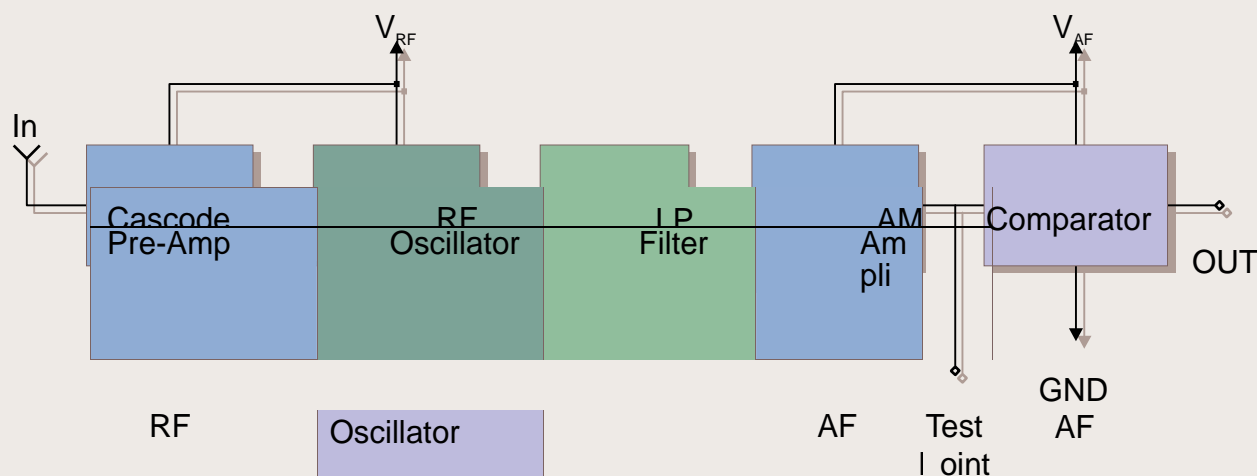 V RF
V AF
In
Cascode
Pre-Amp
RF
Oscillator
LP
Filter
AM
Am
pli
Comparator
OUT
RF
Oscillator
AF
Test
oint
GND
AF